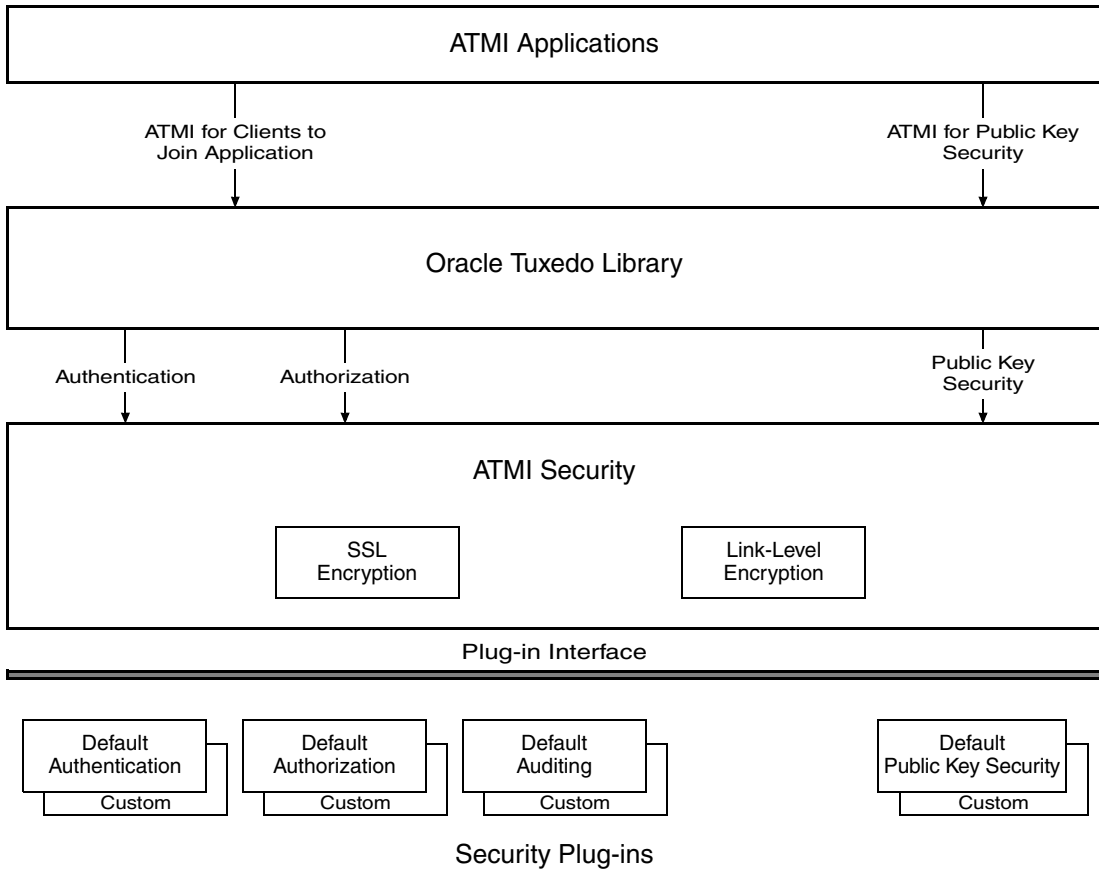 ATMI Applications
ATMI for Clients to
Join Application
ATMI for Public Key
Security
Oracle Tuxedo Library
Authentication
Authorization
Public Key
Security
ATMI Security
SSL
Encryption
Link-Level
Encryption
Plug-in Interface
Default
Authentication
Custom
Default
Authorization
Custom
Default
Auditing
Custom
Default
Public Key Security
Custom
Security Plug-ins